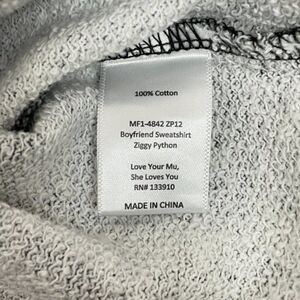 100% Cotton
MF1-4842 ZP12
Boyfriend Sweatshirt
Ziggy Python
Love Your Mu,
She Loves You
RN# 133910
MADE IN CHINA